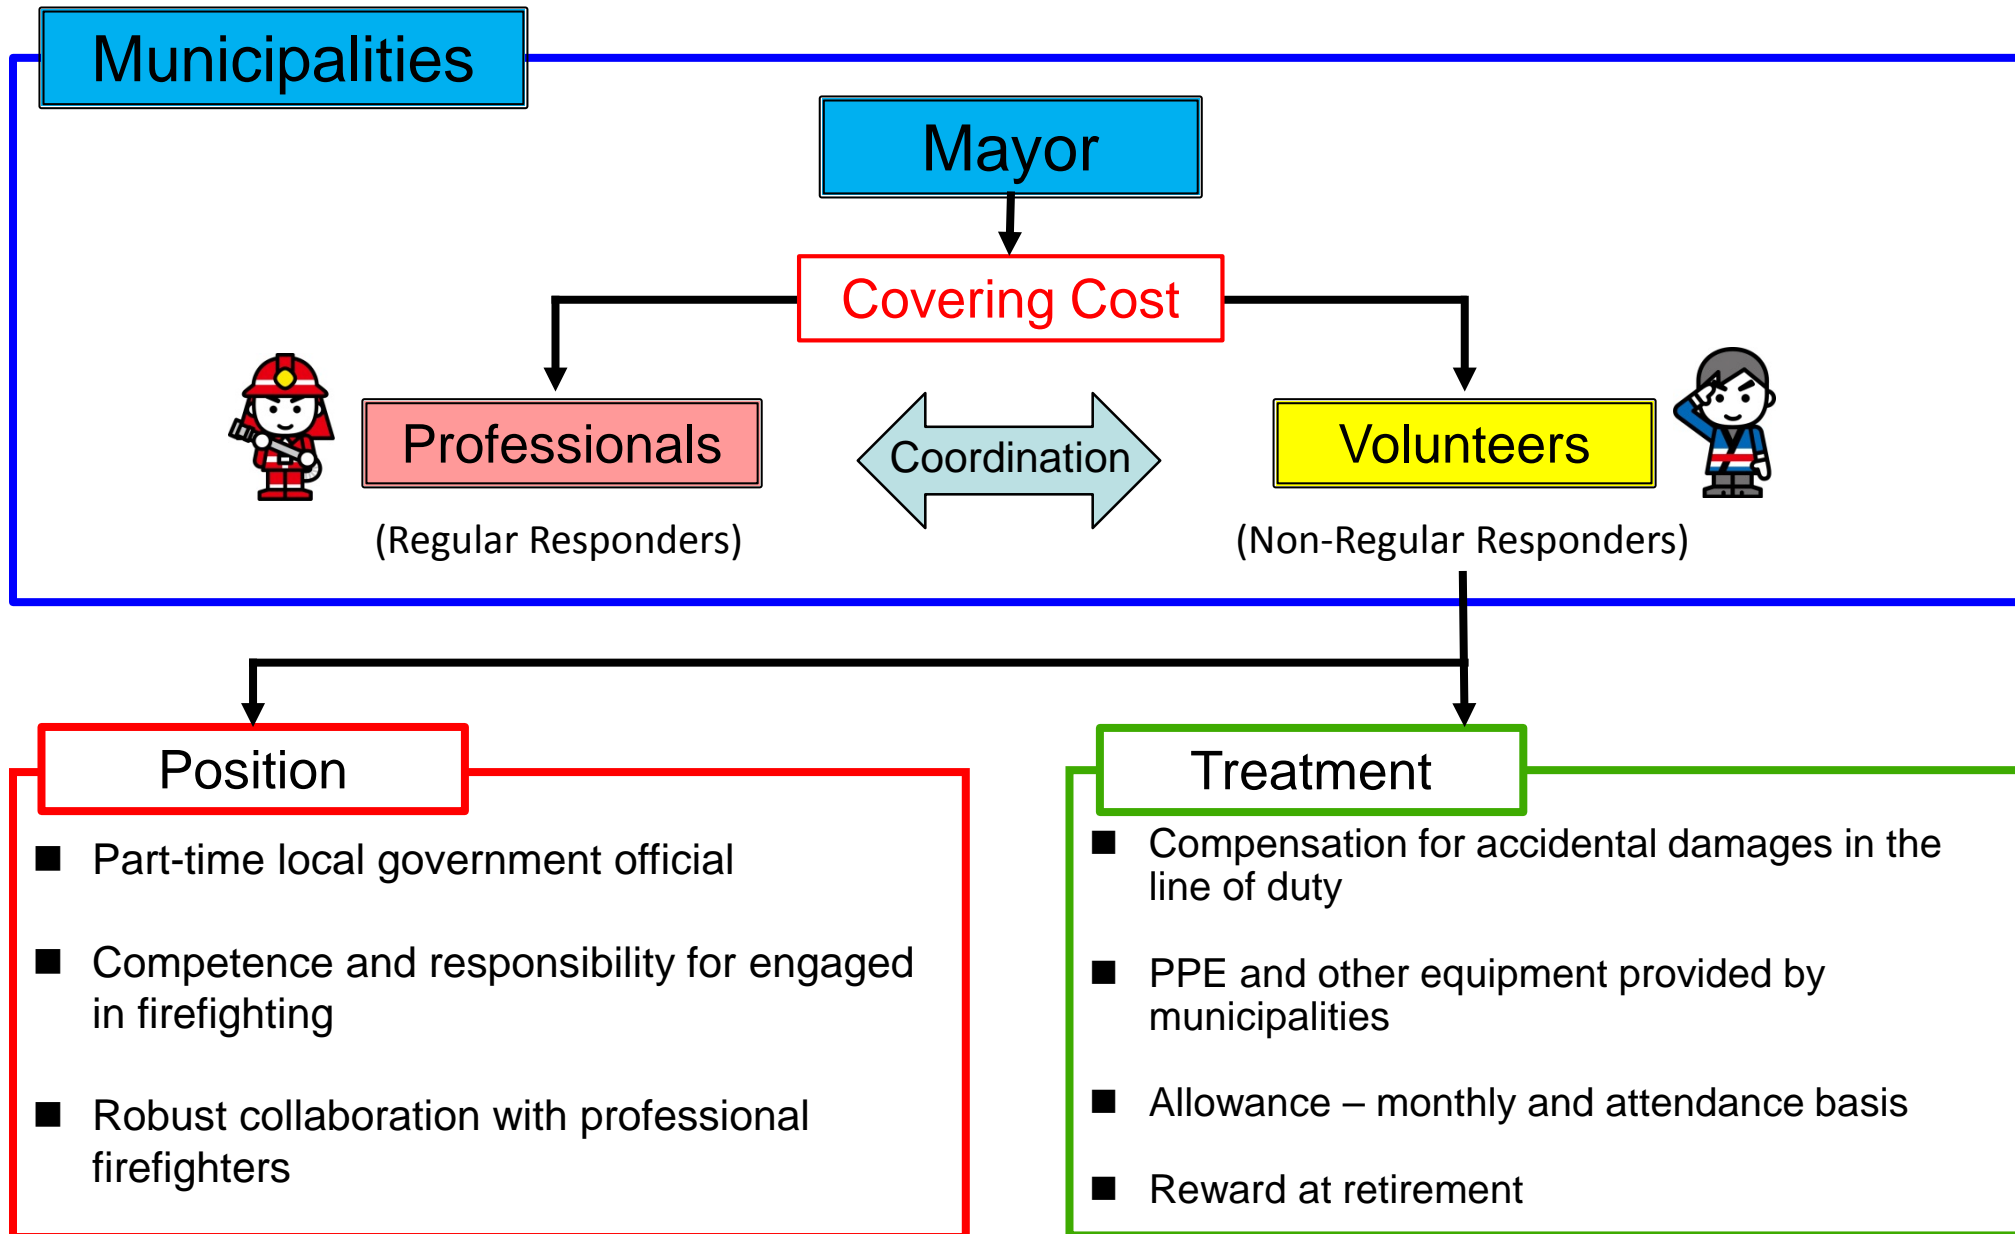 Municipalities
Mayor
Covering Cost
Professionals
Coordination
Volunteers
(Regular Responders)
(Non-Regular Responders)
Position
■ Part-time local government official
■ Competence and responsibility for engaged
in firefighting
■ Robust collaboration with professional
firefighters
Treatment
■ Compensation for accidental damages in the
line of duty
■ PPE and other equipment provided by
municipalities
■ Allowance – monthly and attendance basis
■ Reward at retirement